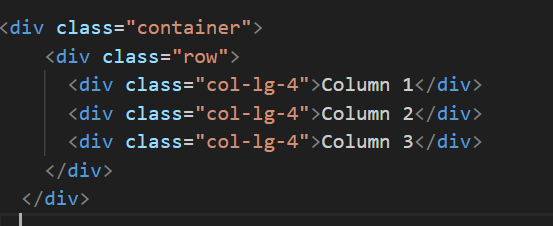 <div class="container">
<div class="row">
<div class="col-lg-4">Column 1</div>
<div class="col-lg-4">Column 2</div>
<div class="col-lg-4">Column 3</div>
</div>
</div>